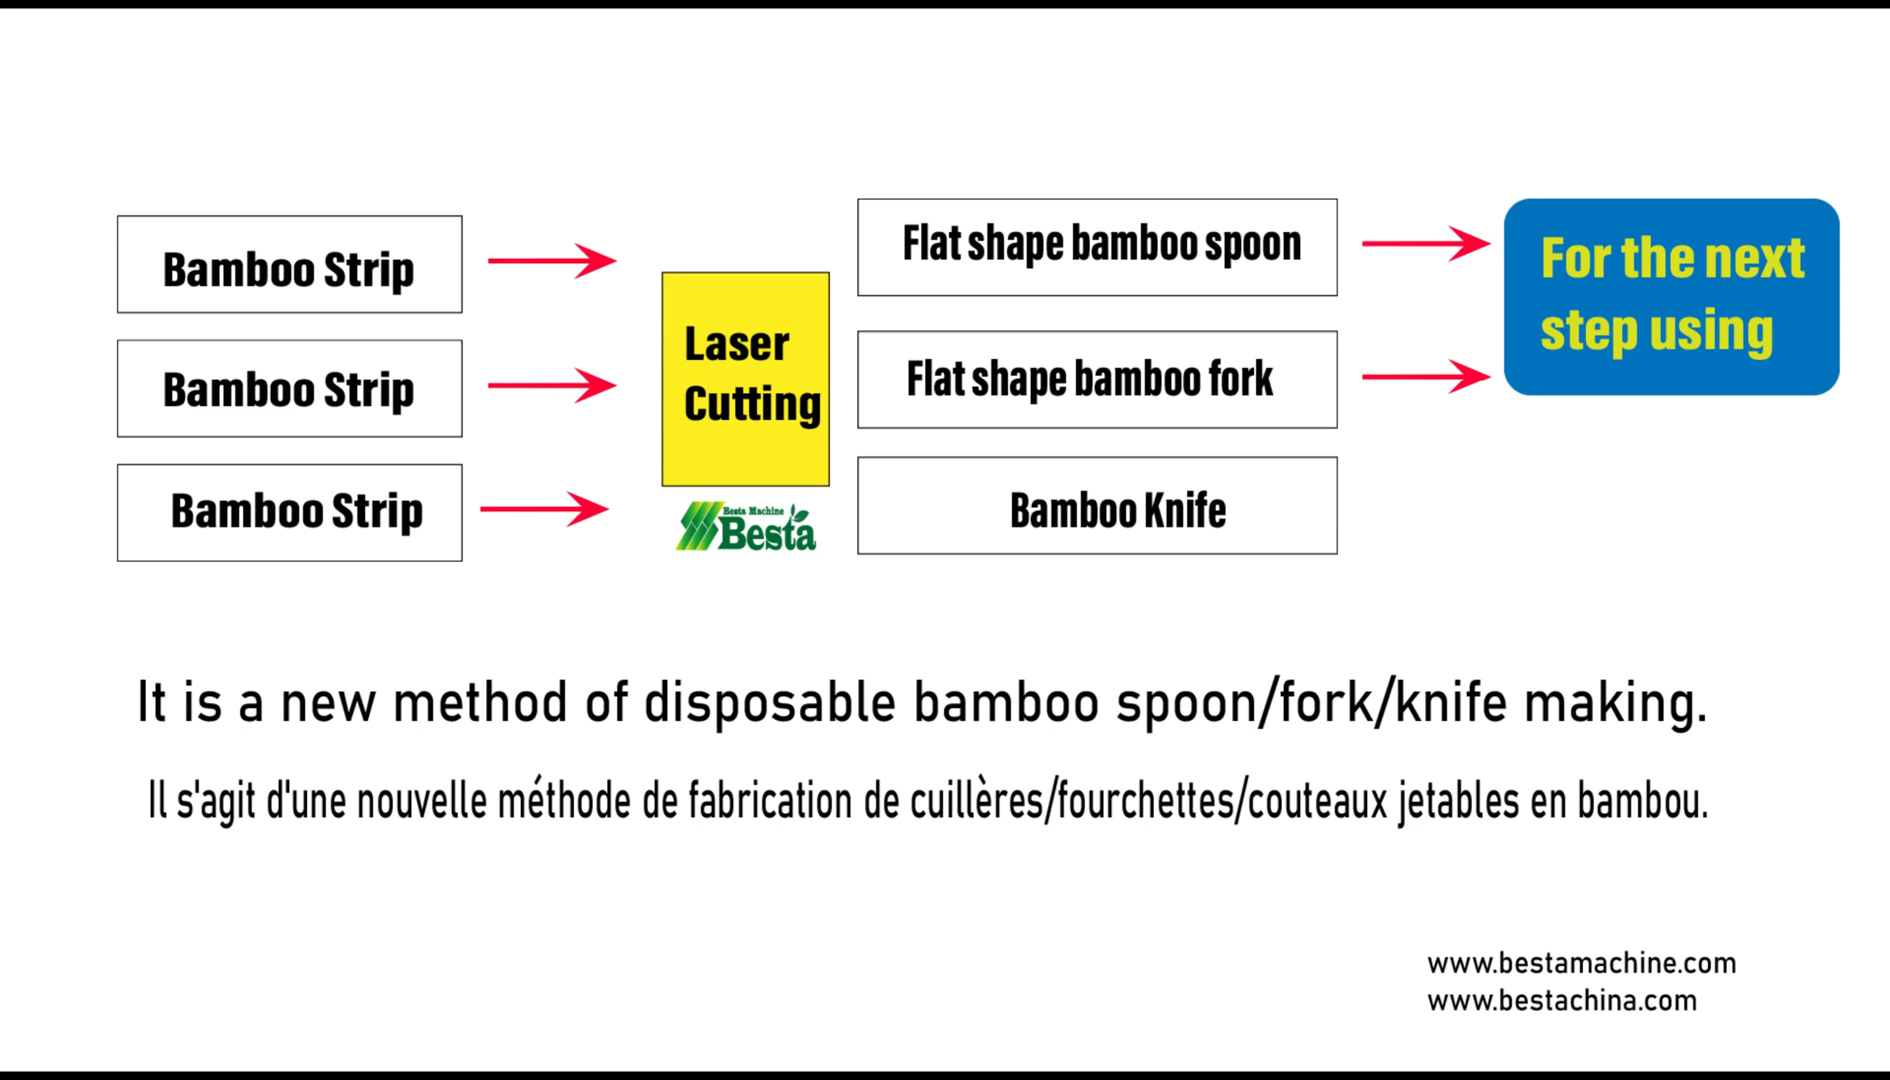 Bamboo Strip
Bamboo Strip
Bamboo Strip
Laser
Cutting
Besta Machine
Besta
Flat shape bamboo spoon
Flat shape bamboo fork
Bamboo Knife
For the next
step using
It is a new method of disposable bamboo spoon/fork/knife making.
Il s'agit d'une nouvelle méthode de fabrication de cuillères/fourchettes/couteaux jetables en bambou.
www.bestamachine.com
www.bestachina.com